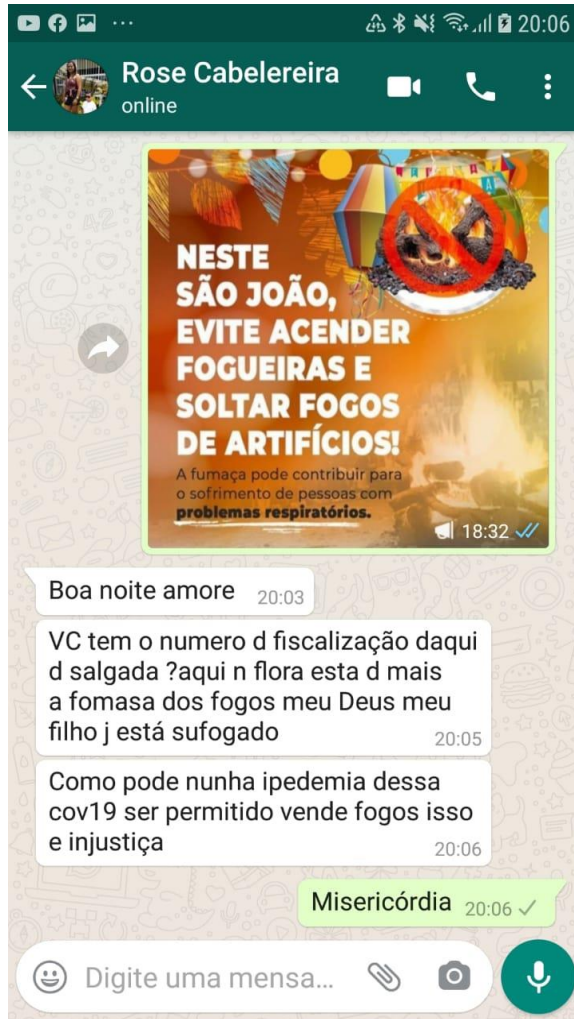 20:06
Rose Cabelereira
online
NESTE
SÃO JOÃO,
EVITE ACENDER
FOGUEIRAS E
SOLTAR FOGOS
DE ARTIFÍCIOS!
A fumaça pode contribuir para
o sofrimento de pessoas com
problemas respiratórios.
18:32
Boa noite amore 20:03
VC tem o numero d fiscalização daqui
d salgada ?aqui n flora esta d mais
a fomasa dos fogos meu Deus meu
filho j está sufogado 20:05
Como pode nunha ipedemia dessa
cov19 ser permitido vende fogos isso
e injustiça 20:06
Misericórdia 20:06
Digite uma mensa...